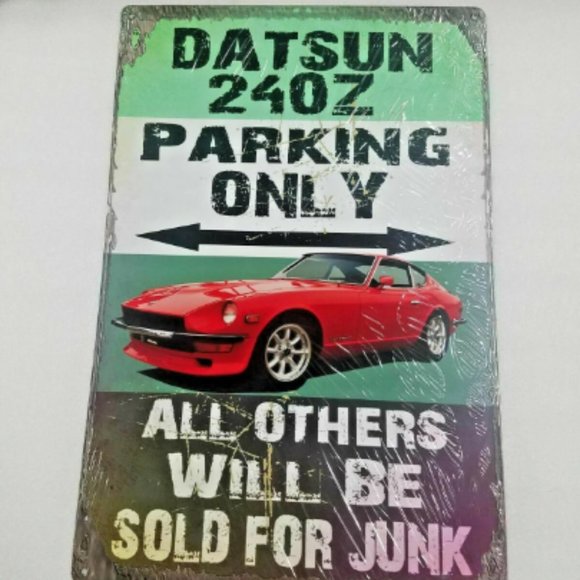 DATSUN
240Z
PARKING
ONLY
ALL OTHERS
WILL BE
SOLD FOR JUNK